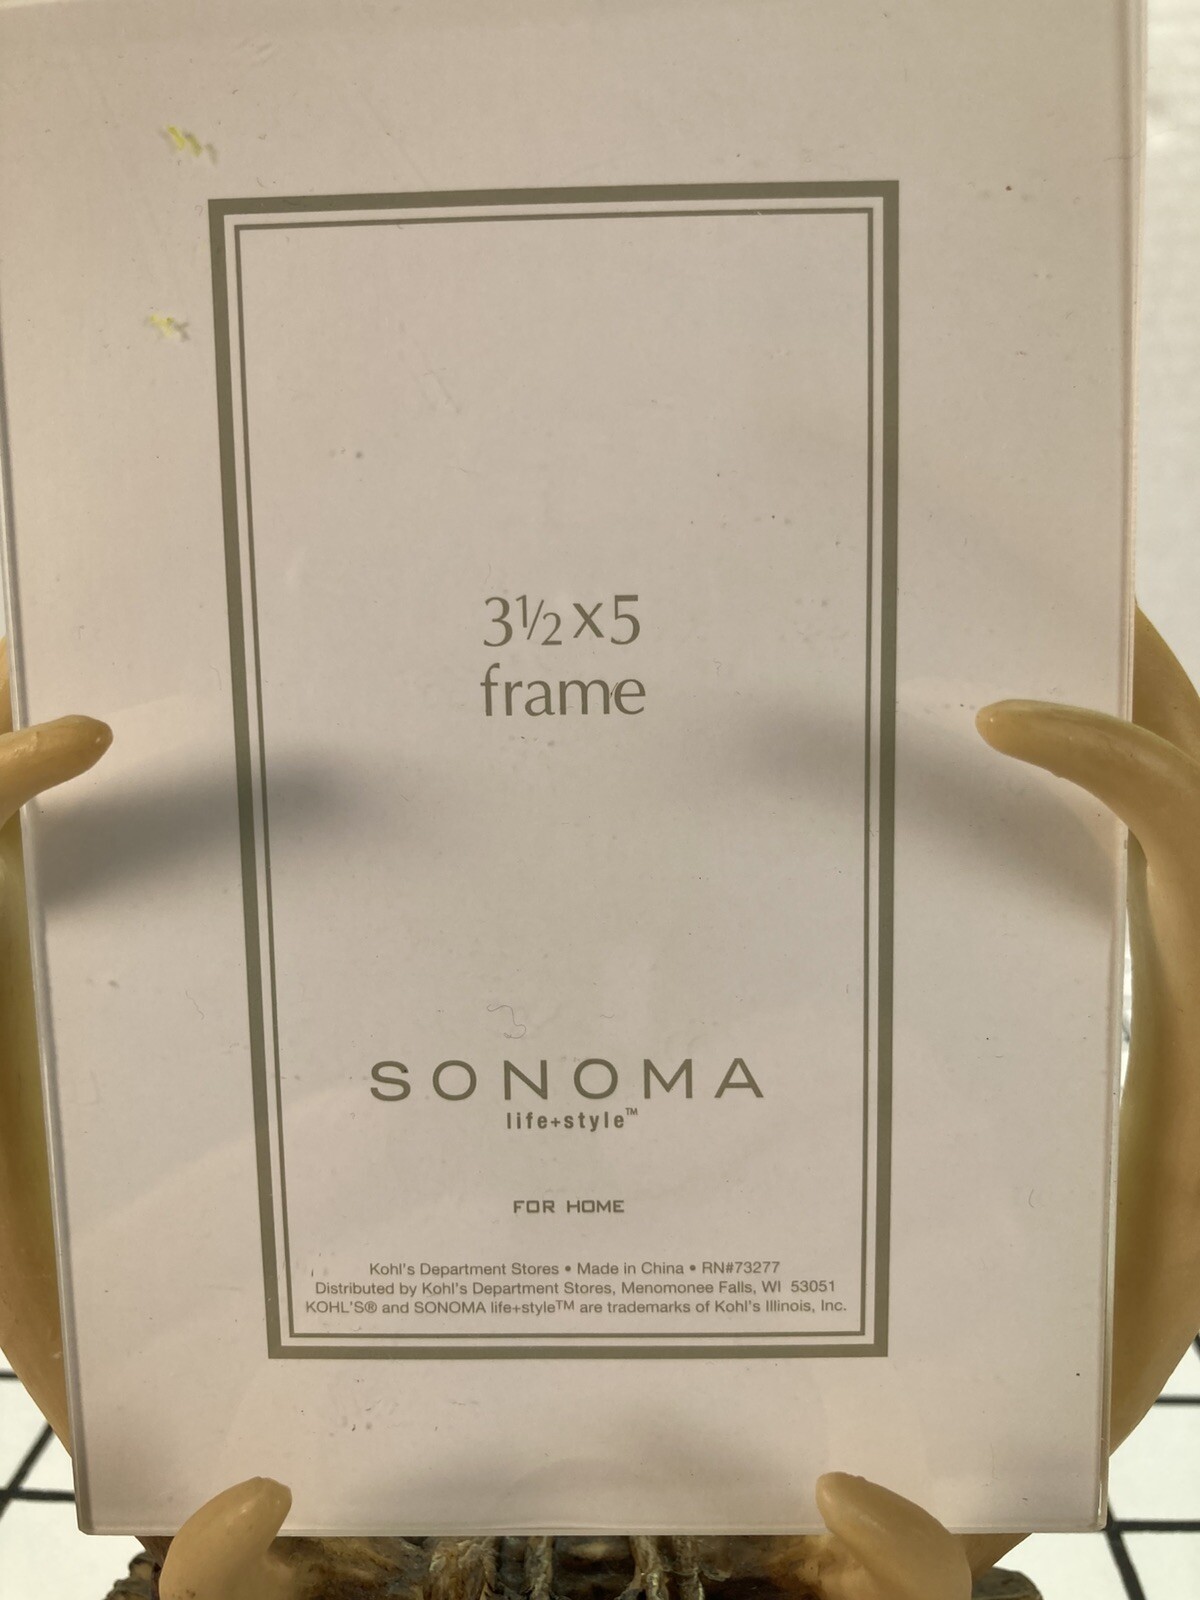 3½x5
frame
SONOMA
life+style™
FOR HOME
Kohl's Department Stores • Made in China • RN#73277
Distributed by Kohl's Department Stores, Menomonee Falls, WI 53051
KOHL'S® and SONOMA life+style™ are trademarks of Kohl's Illinois, Inc.